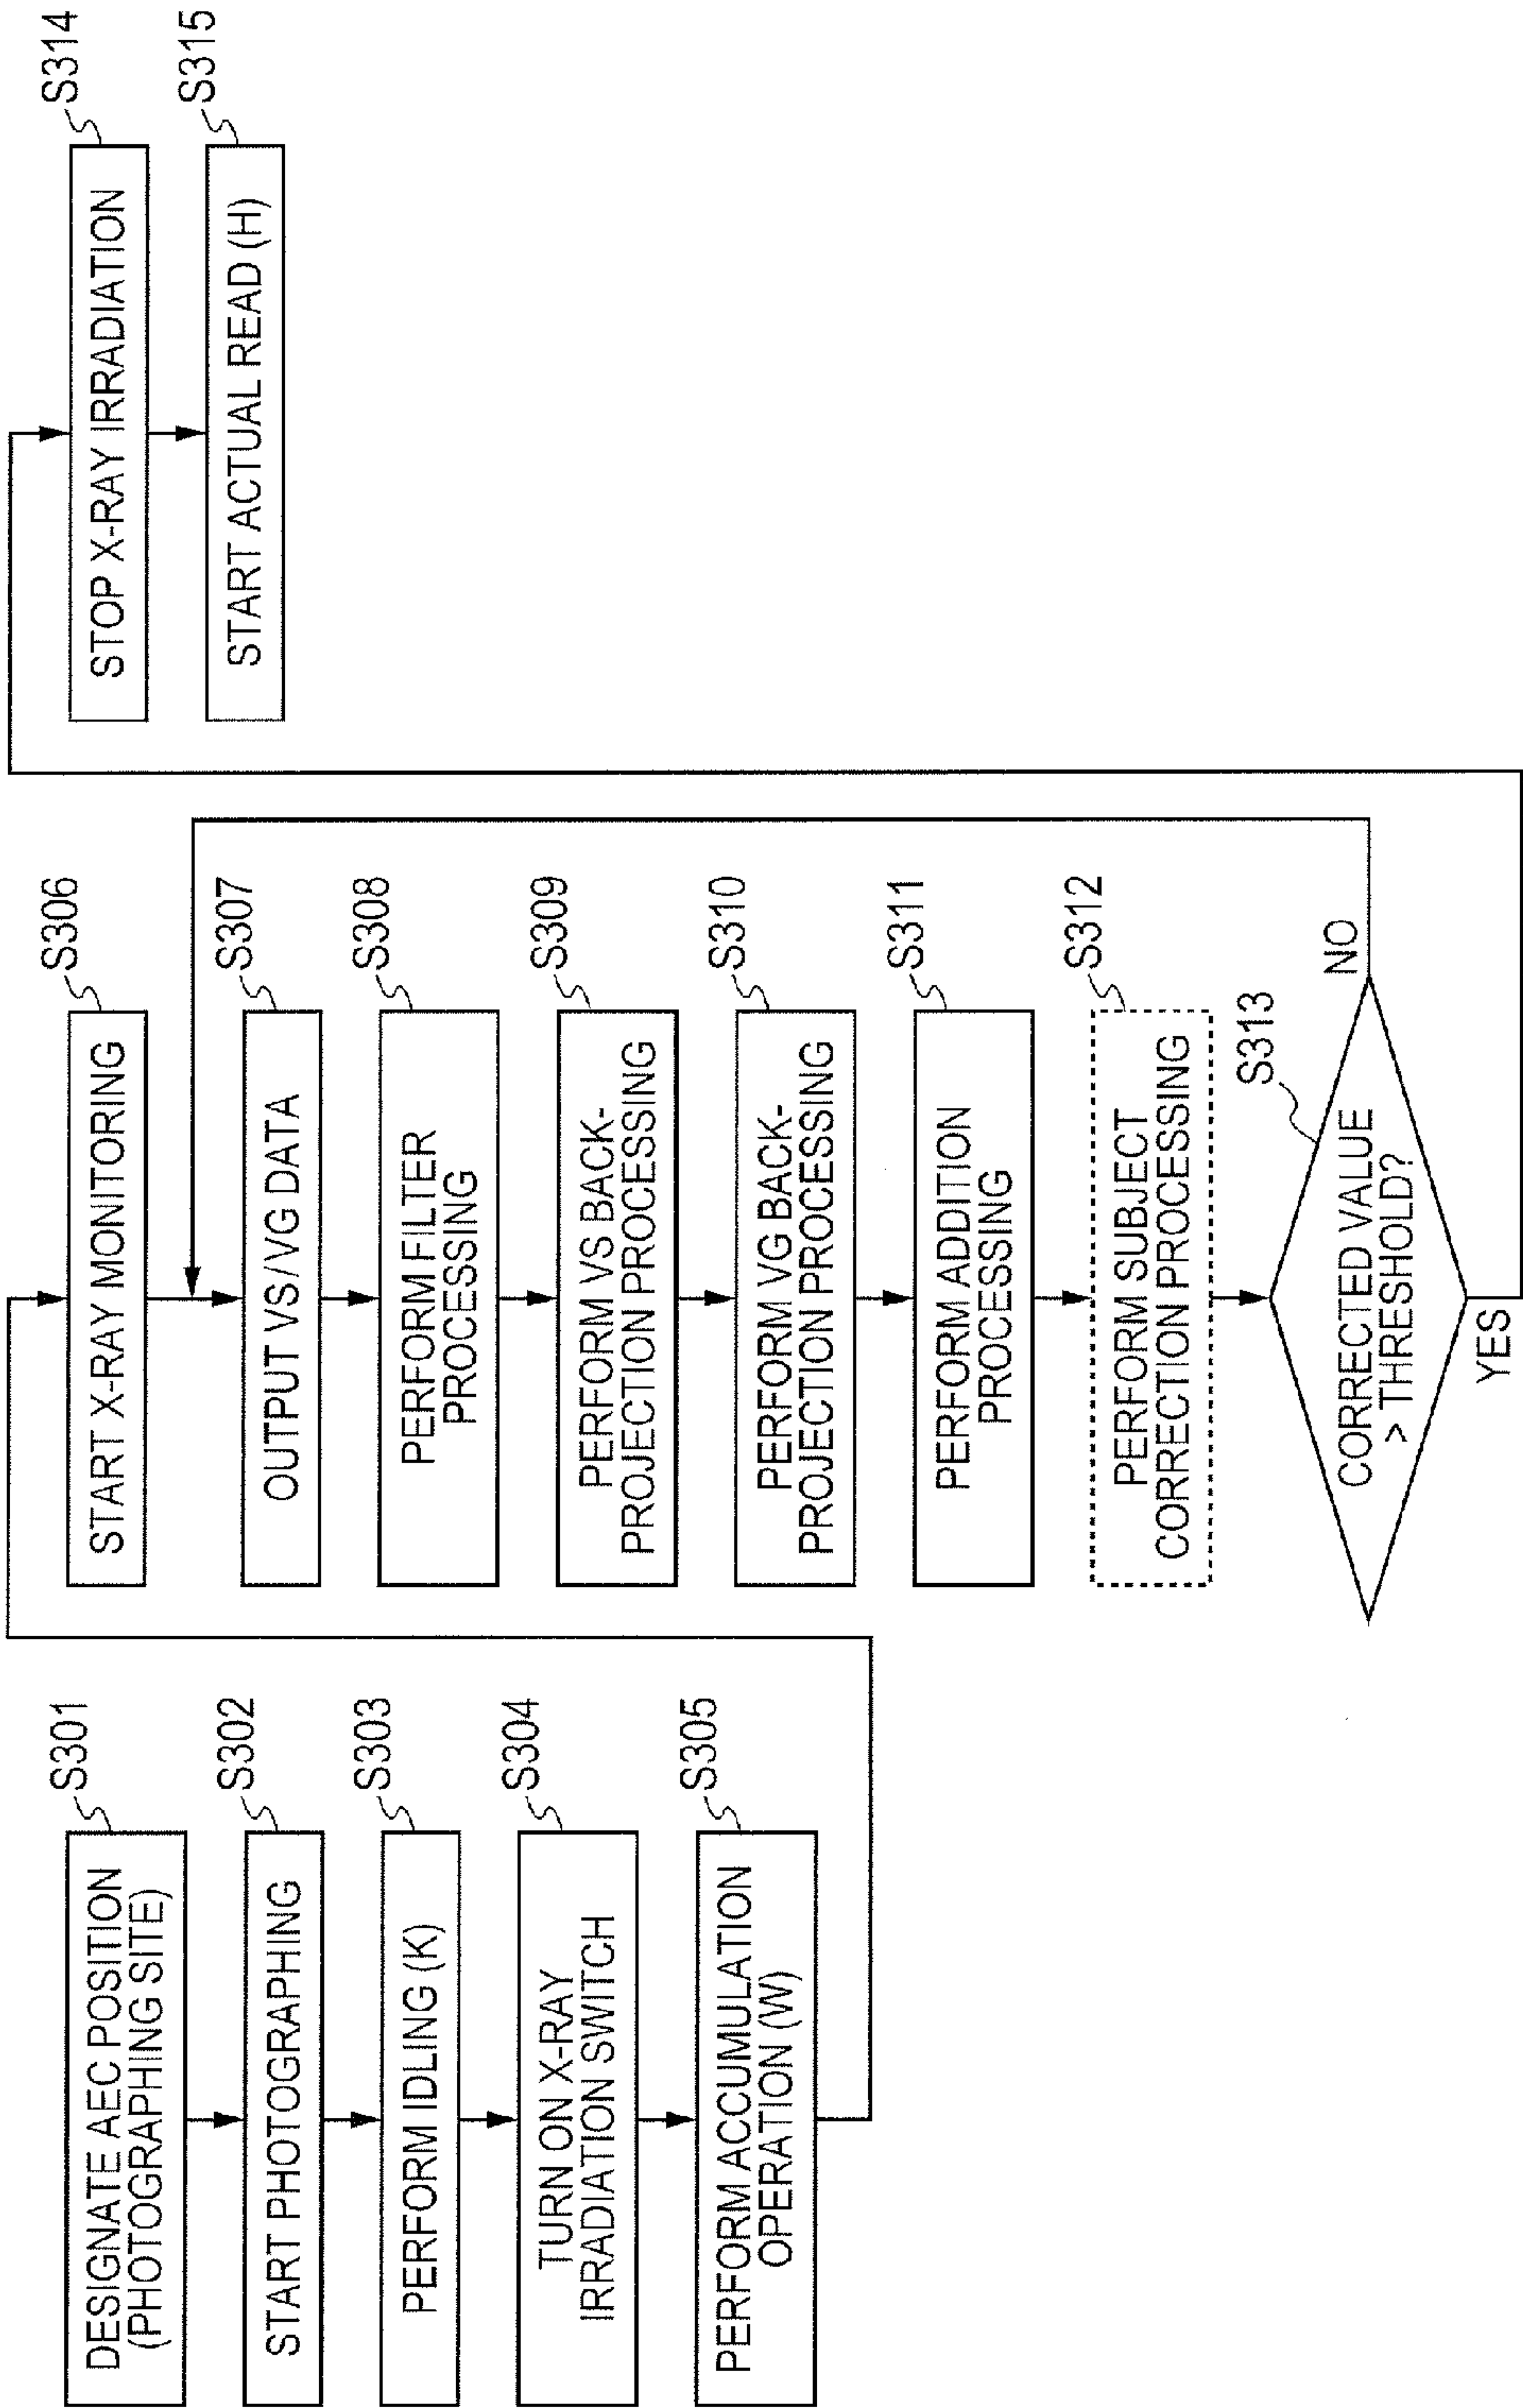 S301
DESIGNATE AEC POSITION
(PHOTOGRAPHING SITE)
S302
START PHOTOGRAPHING
S303
PERFORM IDLING (K)
S304
TURN ON X-RAY
IRRADIATION SWITCH
S305
PERFORM ACCUMULATION
OPERATION (W)
S306
START X-RAY MONITORING
S307
OUTPUT VS/VG DATA
S308
PERFORM FILTER
PROCESSING
S309
PERFORM VS BACK-
PROJECTION PROCESSING
S310
PERFORM VG BACK-
PROJECTION PROCESSING
S311
PERFORM ADDITION
PROCESSING
S312
PERFORM SUBJECT
CORRECTION PROCESSING
S313
CORRECTED VALUE
> THRESHOLD?
NO
YES
S314
STOP X-RAY IRRADIATION
S315
START ACTUAL READ (H)